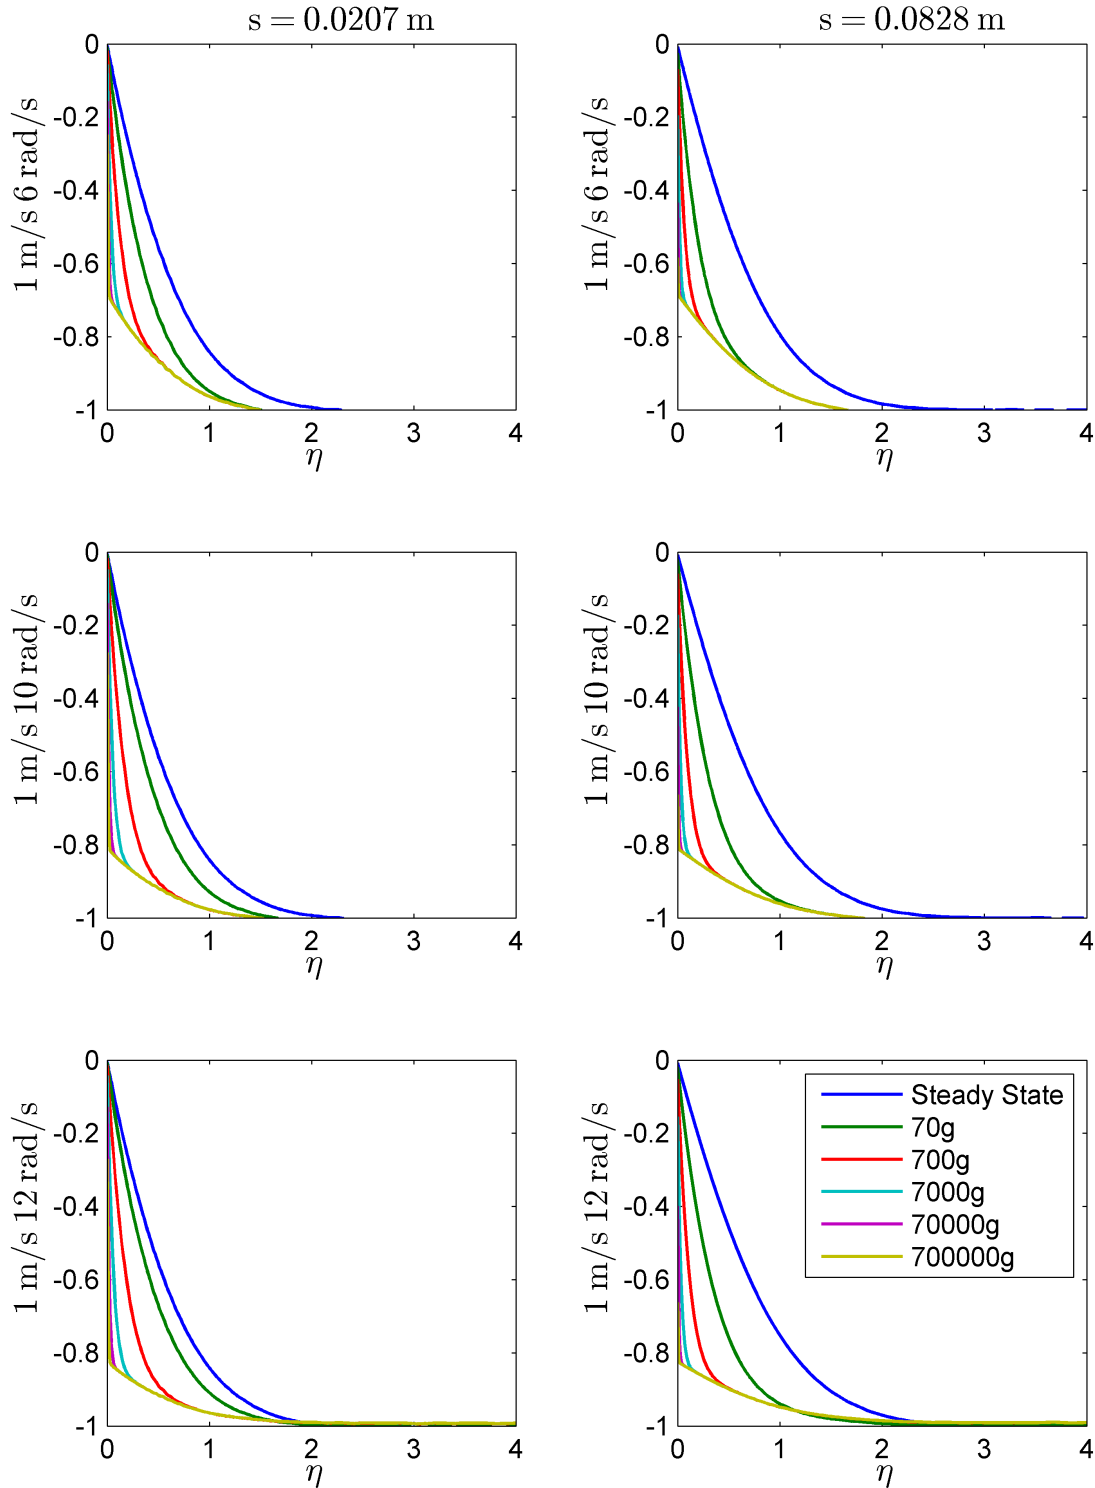 s = 0.0207 m
s = 0.0828 m
1 m/s 6 rad/s
0
-0.2
-0.4
-0.6
-0.8
-1
0 1 2 3 4
η
1 m/s 6 rad/s
0
-0.2
-0.4
-0.6
-0.8
-1
0 1 2 3 4
η
1 m/s 10 rad/s
0
-0.2
-0.4
-0.6
-0.8
-1
0 1 2 3 4
η
1 m/s 10 rad/s
0
-0.2
-0.4
-0.6
-0.8
-1
0 1 2 3 4
η
1 m/s 12 rad/s
0
-0.2
-0.4
-0.6
-0.8
-1
0 1 2 3 4
η
1 m/s 12 rad/s
0
-0.2
-0.4
-0.6
-0.8
-1
0 1 2 3 4
η
Steady State
70g
700g
7000g
70000g
700000g